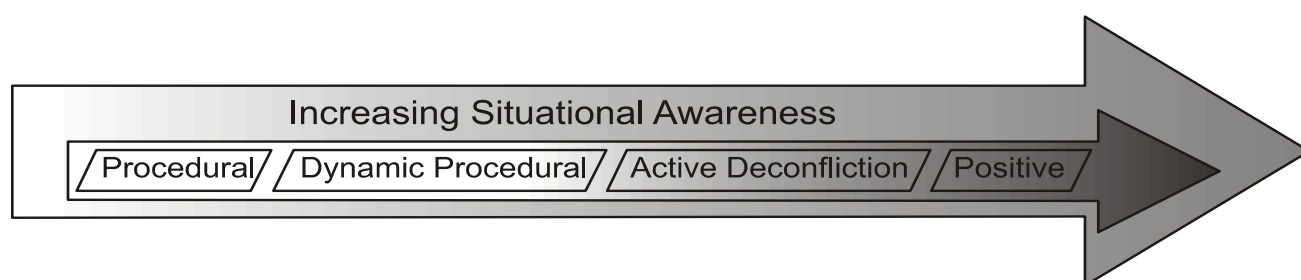 Increasing Situational Awareness
Procedural Dynamic Procedural Active Deconfliction Positive